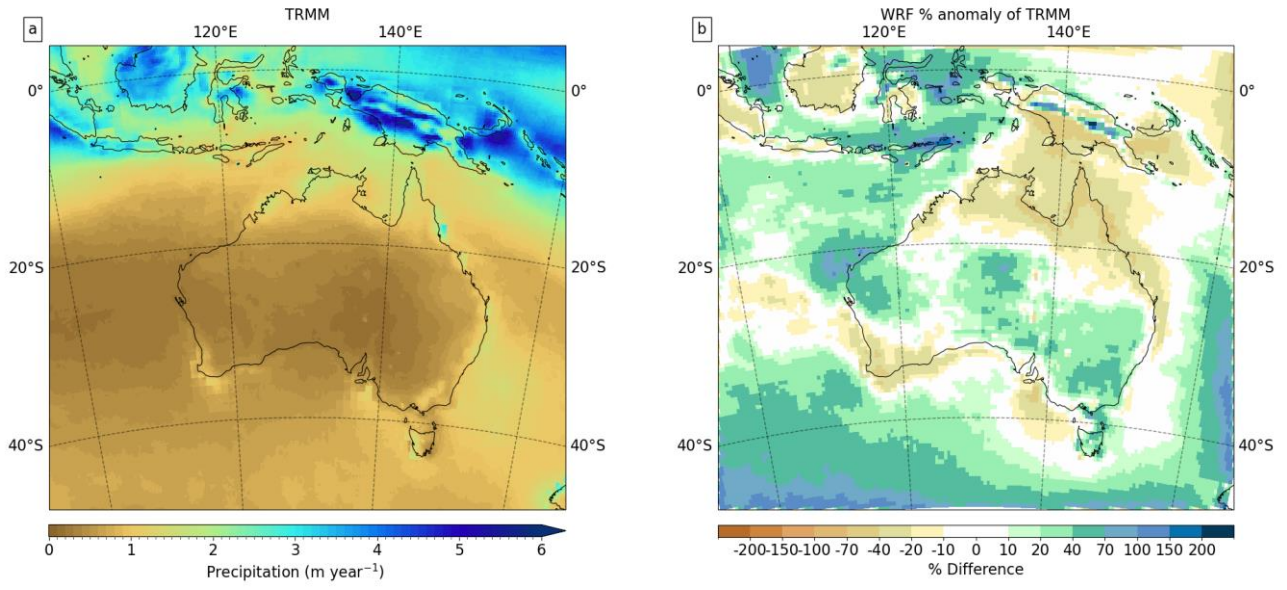 a
TRMM
120°E 140°E
0° 0°
20°S 20°S
40°S 40°S
0 1 2 3 4 5 6
Precipitation (m year⁻¹)
b
WRF % anomaly of TRMM
120°E 140°E
0° 0°
20°S 20°S
40°S 40°S
-200 -150 -100 -70 -40 -20 -10 0 10 20 40 70 100 150 200
% Difference